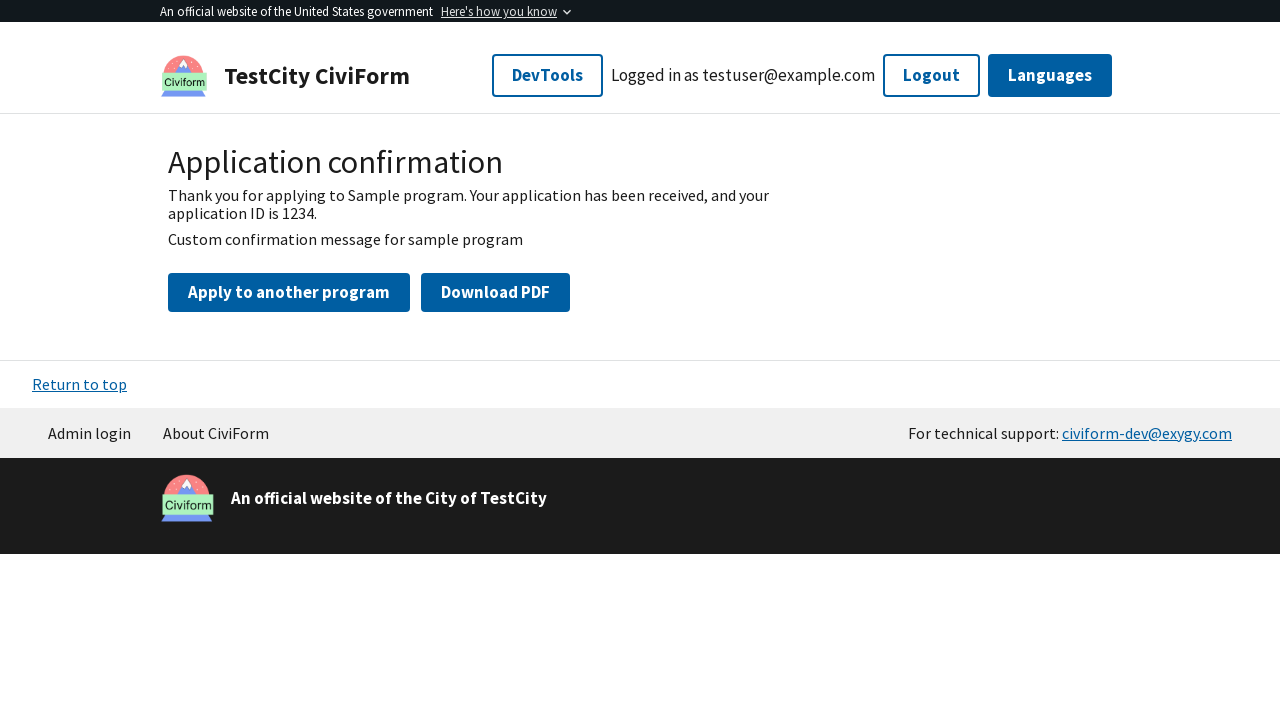 An official website of the United States government Here's how you know
Civiform
TestCity CiviForm
DevTools
Logged in as testuser@example.com
Logout
Languages
Application confirmation
Thank you for applying to Sample program. Your application has been received, and your
application ID is 1234.
Custom confirmation message for sample program
Apply to another program
Download PDF
Return to top
Admin login
About CiviForm
For technical support: civiform-dev@exygy.com
Civiform
An official website of the City of TestCity